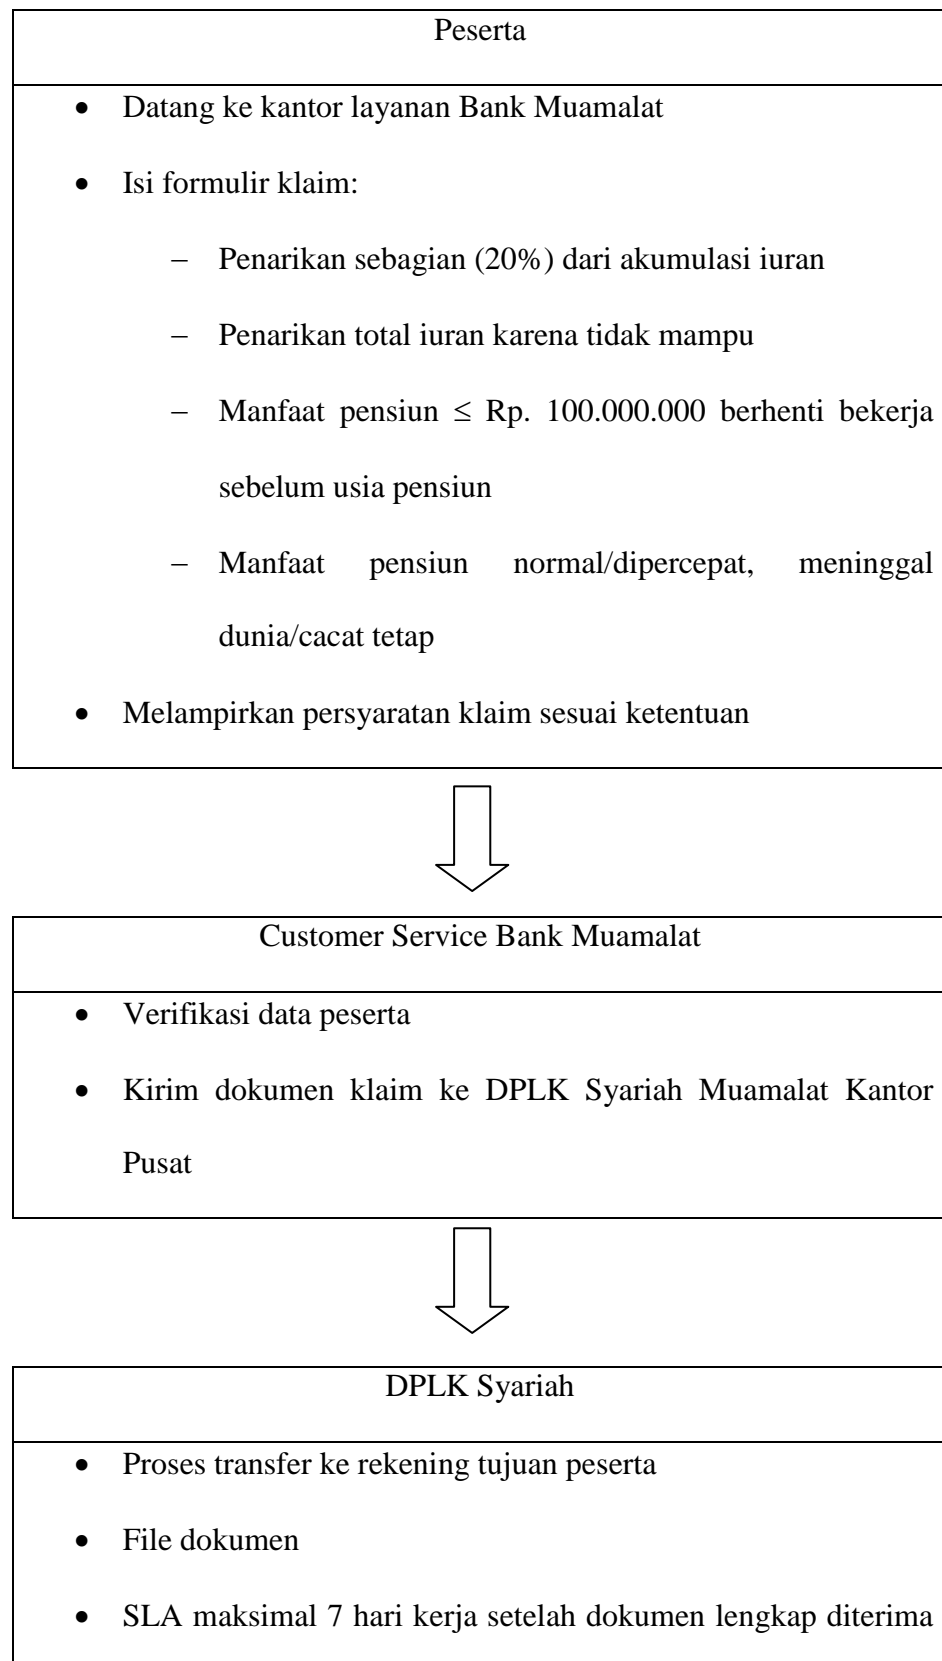 Peserta
• Datang ke kantor layanan Bank Muamalat
• Isi formulir klaim:
– Penarikan sebagian (20%) dari akumulasi iuran
– Penarikan total iuran karena tidak mampu
– Manfaat pensiun ≤ Rp. 100.000.000 berhenti bekerja
sebelum usia pensiun
– Manfaat pensiun normal/dipercepat, meninggal
dunia/cacat tetap
• Melampirkan persyaratan klaim sesuai ketentuan
Customer Service Bank Muamalat
• Verifikasi data peserta
• Kirim dokumen klaim ke DPLK Syariah Muamalat Kantor
Pusat
DPLK Syariah
• Proses transfer ke rekening tujuan peserta
• File dokumen
• SLA maksimal 7 hari kerja setelah dokumen lengkap diterima